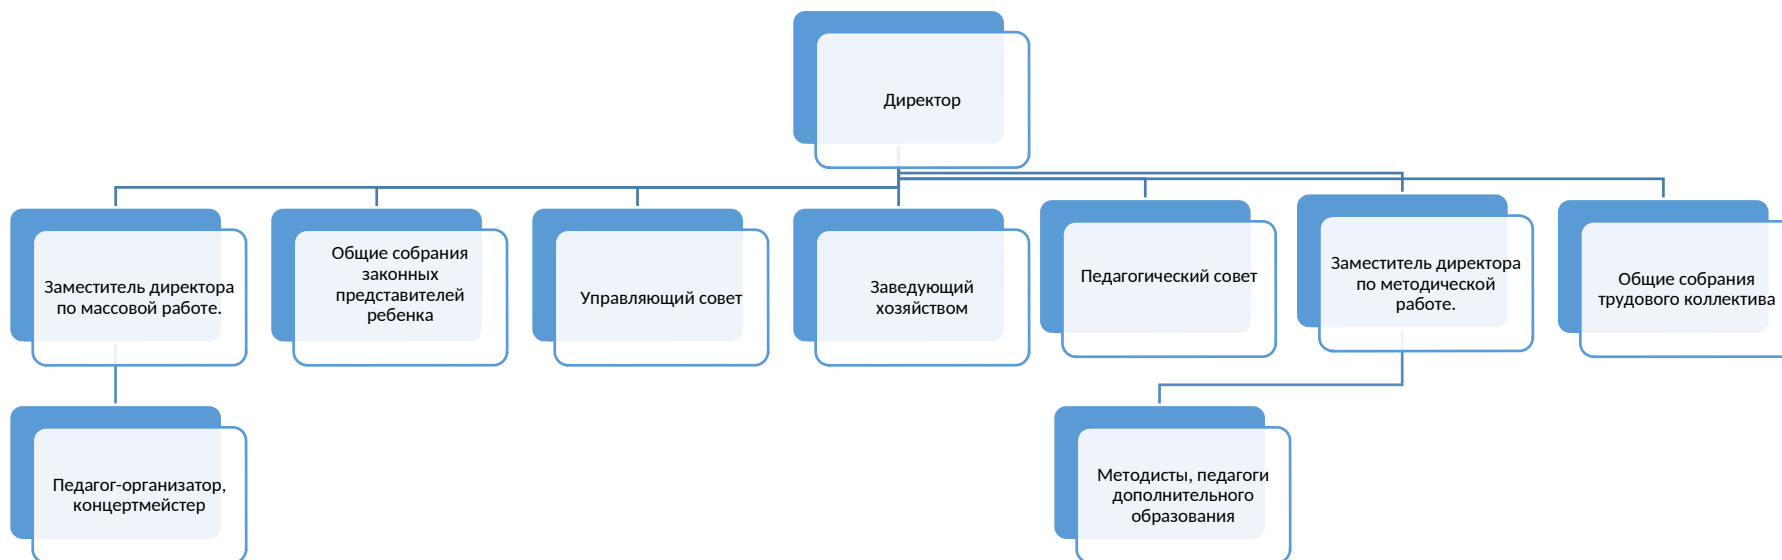 Директор
Заместитель директора
по массовой работе.
Общие собрания
законных
представителей
ребенка
Управляющий совет
Заведующий
хозяйством
Педагогический совет
Заместитель директора
по методической
работе.
Общие собрания
трудового коллектива
Педагог-организатор,
концертмейстер
Методисты, педагоги
дополнительного
образования